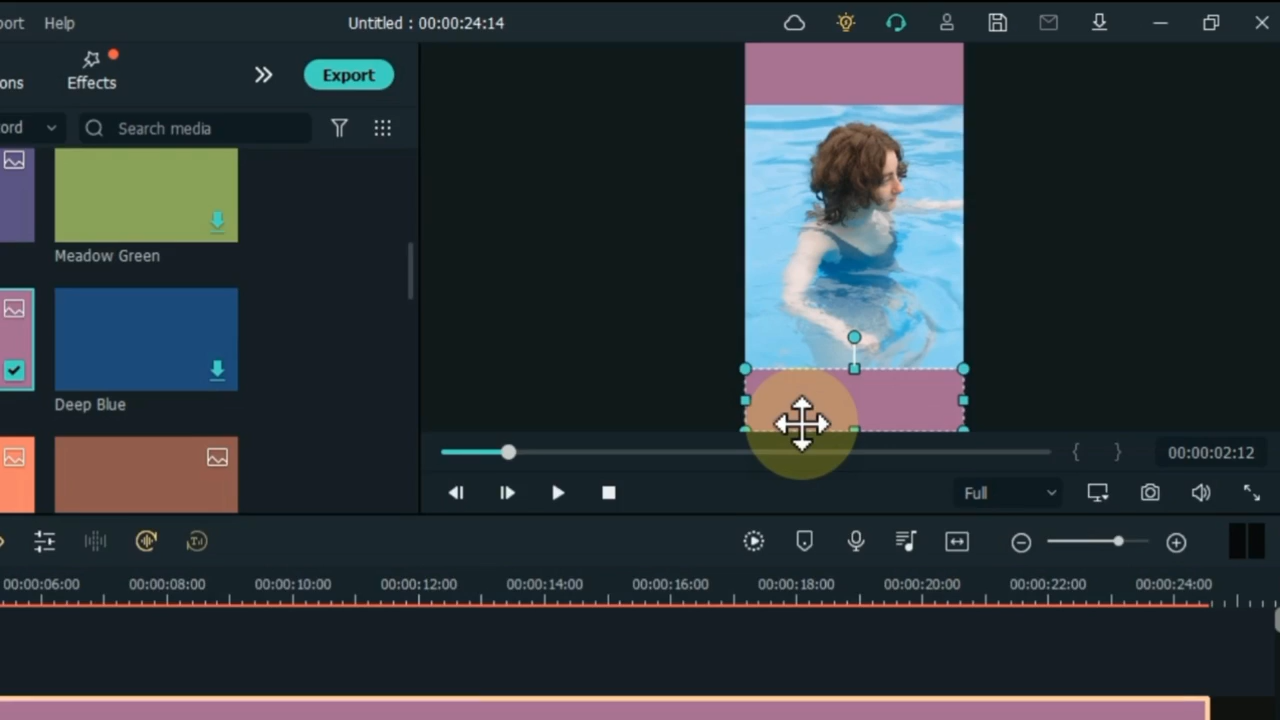 ort Help Untitled : 00:00:24:14
ons Effects Export
ord Search media
Meadow Green
Deep Blue
{ } 00:00:02:12
Full
00:00:06:00 00:00:08:00 00:00:10:00 00:00:12:00 00:00:14:00 00:00:16:00 00:00:18:00 00:00:20:00 00:00:22:00 00:00:24:00